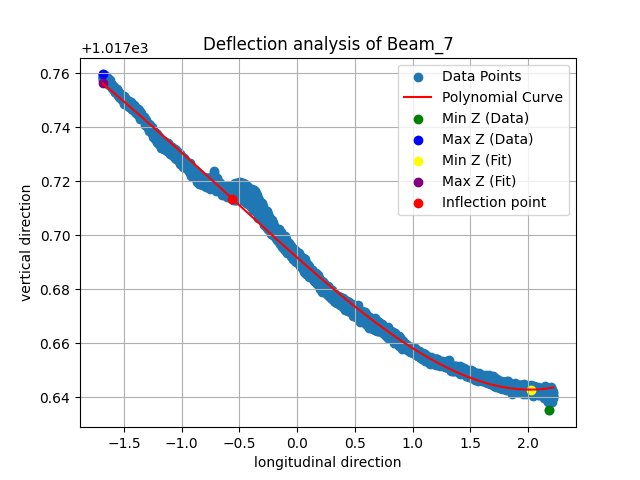 Deflection analysis of Beam_7
+1.017e3
0.76
0.74
0.72
0.70
0.68
0.66
0.64
vertical direction
Data Points
Polynomial Curve
Min Z (Data)
Max Z (Data)
Min Z (Fit)
Max Z (Fit)
Inflection point
−1.5 −1.0 −0.5 0.0 0.5 1.0 1.5 2.0
longitudinal direction